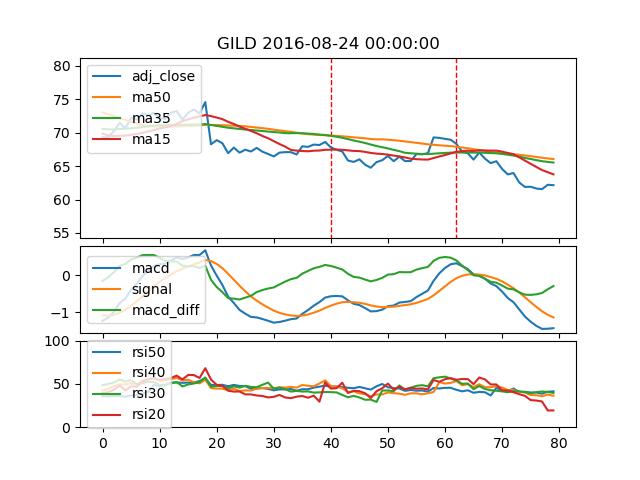 GILD 2016-08-24 00:00:00
80
75
70
65
60
55
adj_close
ma50
ma35
ma15
0
−1
macd
signal
macd_diff
100
50
0
rsi50
rsi40
rsi30
rsi20
0 10 20 30 40 50 60 70 80